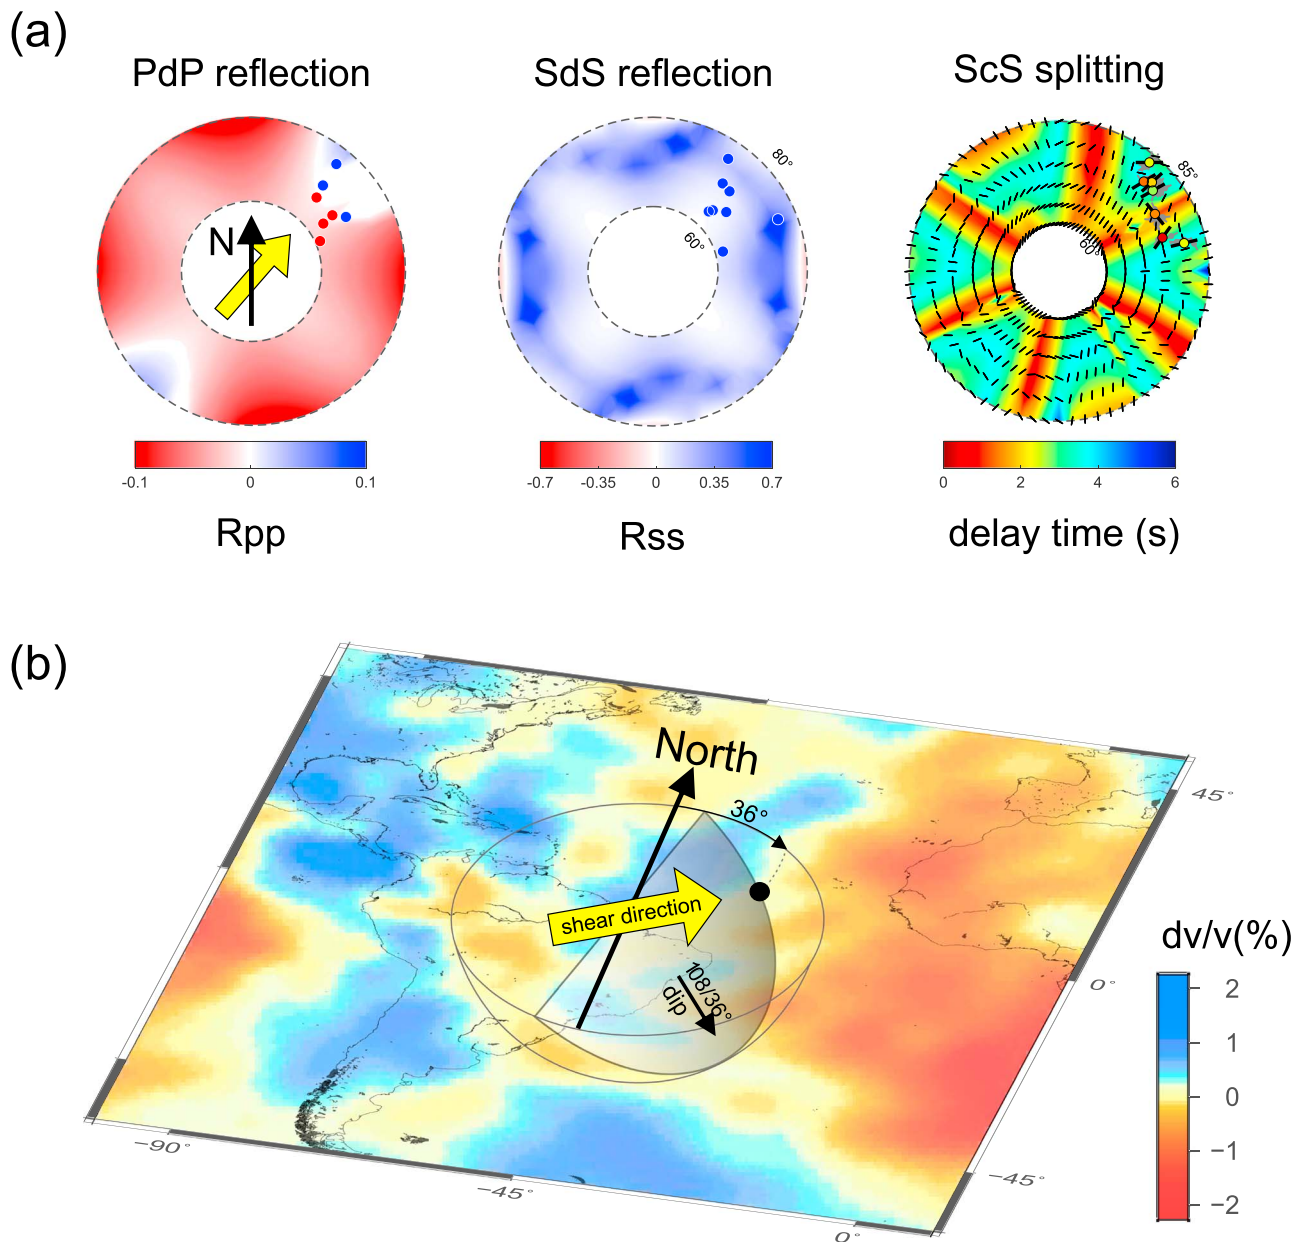 (a)
PdP reflection
SdS reflection
ScS splitting
N
80°
60°
85°
60°
-0.1 0 0.1
-0.7 -0.35 0 0.35 0.7
0 2 4 6
Rpp
Rss
delay time (s)
(b)
North
36°
shear direction
108/36°
dip
45°
0°
-45°
-90°
-45°
0°
dv/v(%)
2
1
0
-1
-2